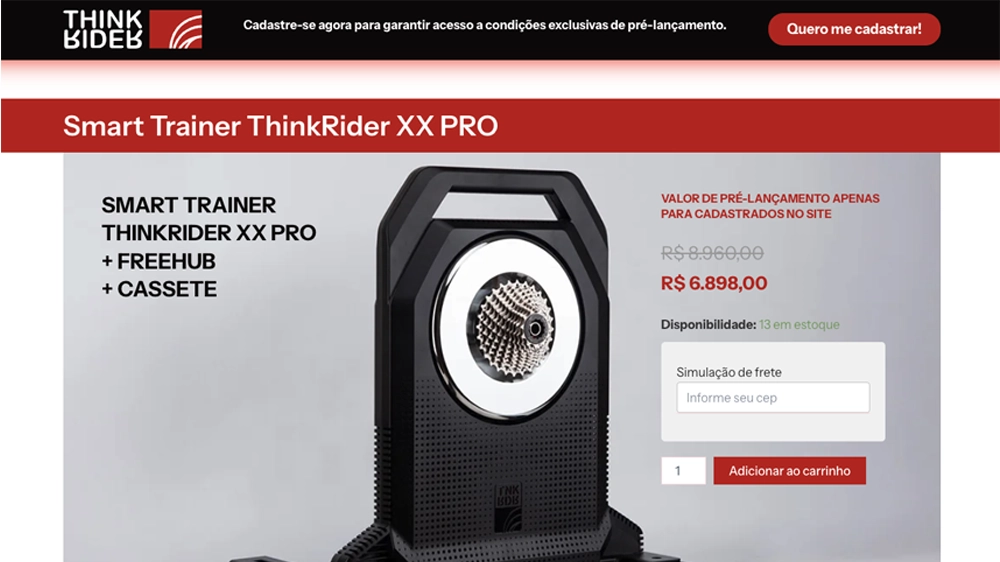 THINK
RIDER
Cadastre-se agora para garantir acesso a condições exclusivas de pré-lançamento.
Quero me cadastrar!
Smart Trainer ThinkRider XX PRO
SMART TRAINER
THINKRIDER XX PRO
+ FREEHUB
+ CASSETE
VALOR DE PRÉ-LANÇAMENTO APENAS
PARA CADASTRADOS NO SITE
R$ 8.960,00
R$ 6.898,00
Disponibilidade: 13 em estoque
Simulação de frete
Informe seu cep
1
Adicionar ao carrinho